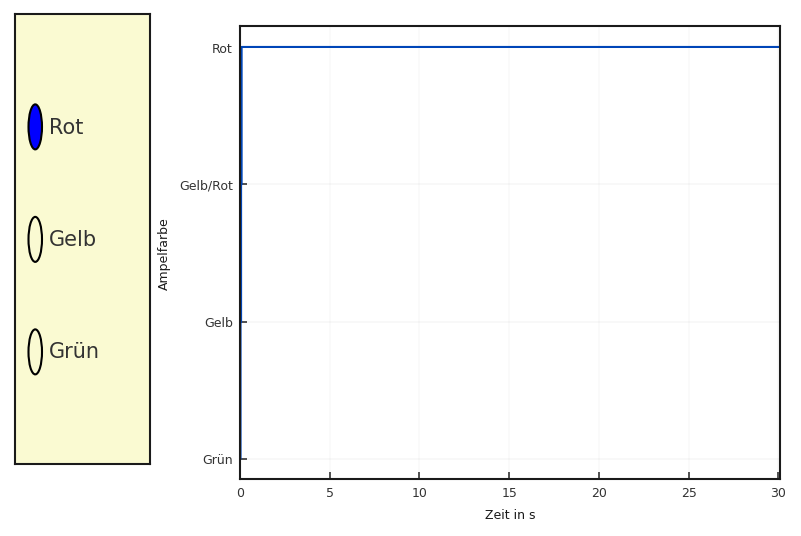 Rot
Gelb
Grün
Ampelfarbe
Rot
Gelb/Rot
Gelb
Grün
0 5 10 15 20 25 30
Zeit in s